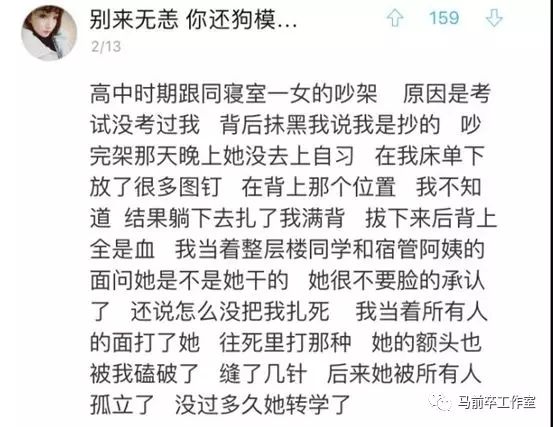 别来无恙 你还狗模...
2/13
159
高中时期跟同寝室一女的吵架 原因是考
试没考过我 背后抹黑我说我是抄的 吵
完架那天晚上她没去上自习 在我床单下
放了很多图钉 在背上那个位置 我不知
道 结果躺下去扎了我满背 拔下来后背上
全是血 我当着整层楼同学和宿管阿姨的
面问她是不是她干的 她很不要脸的承认
了 还说怎么没把我扎死 我当着所有人
的面打了她 往死里打那种 她的额头也
被我磕破了 缝了几针 后来她被所有人
孤立了 没过多久她转学了
马前卒工作室